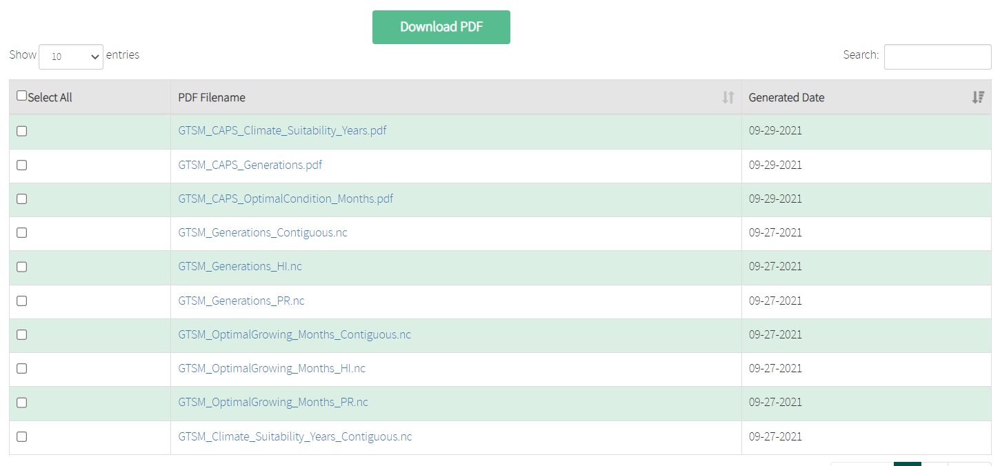 Download PDF
Show 10 entries Search:
Select All PDF Filename Generated Date
GTSM_CAPS_Climate_Suitability_Years.pdf 09-29-2021
GTSM_CAPS_Generations.pdf 09-29-2021
GTSM_CAPS_OptimalCondition_Months.pdf 09-29-2021
GTSM_Generations_Contiguous.nc 09-27-2021
GTSM_Generations_HI.nc 09-27-2021
GTSM_Generations_PR.nc 09-27-2021
GTSM_OptimalGrowing_Months_Contiguous.nc 09-27-2021
GTSM_OptimalGrowing_Months_HI.nc 09-27-2021
GTSM_OptimalGrowing_Months_PR.nc 09-27-2021
GTSM_Climate_Suitability_Years_Contiguous.nc 09-27-2021